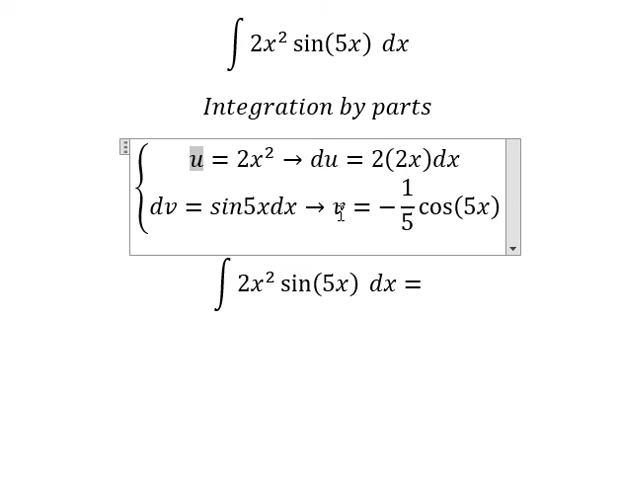 ∫ 2x² sin(5x) dx
Integration by parts
u = 2x² → du = 2(2x)dx
dv = sin5xdx → v = −1/5 cos(5x)
∫ 2x² sin(5x) dx =